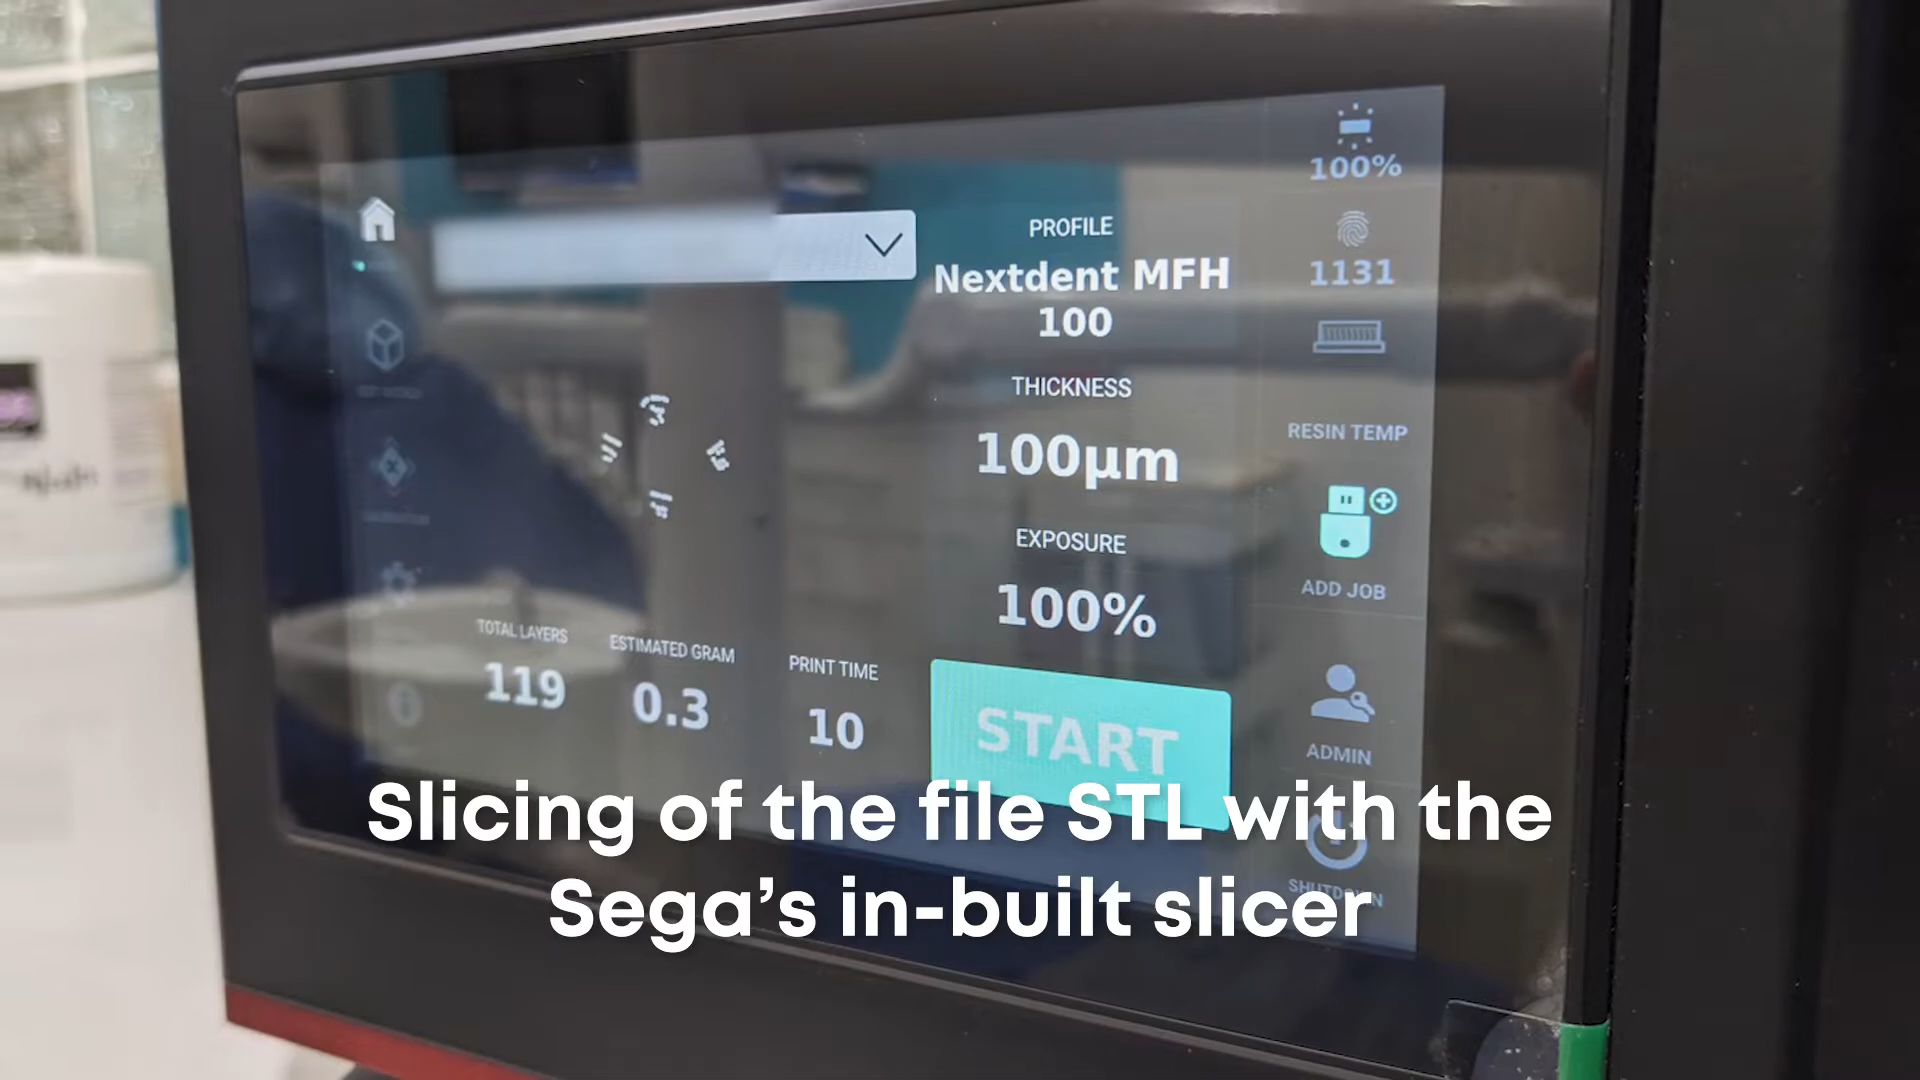 100%
PROFILE
Nextdent MFH
100
1131
THICKNESS
100µm
RESIN TEMP
EXPOSURE
100%
ADD JOB
TOTAL LAYERS
119
ESTIMATED GRAM
0.3
PRINT TIME
10
START
ADMIN
SHUTDOWN
Slicing of the file STL with the
Sega’s in-built slicer